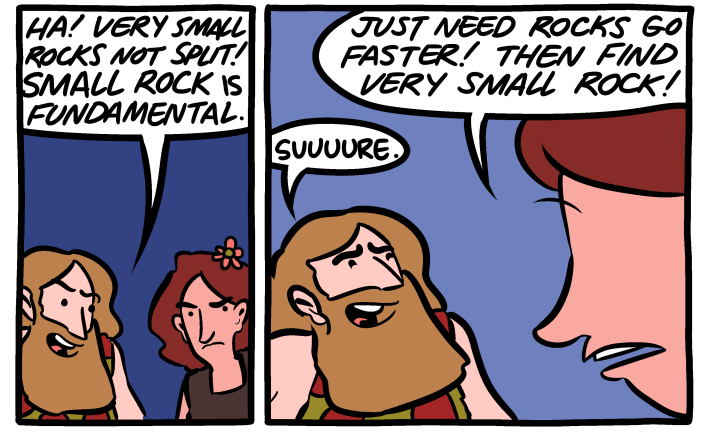 HA! VERY SMALL
ROCKS NOT SPLIT!
SMALL ROCK IS
FUNDAMENTAL.
JUST NEED ROCKS GO
FASTER! THEN FIND
VERY SMALL ROCK!
SUUUURE.